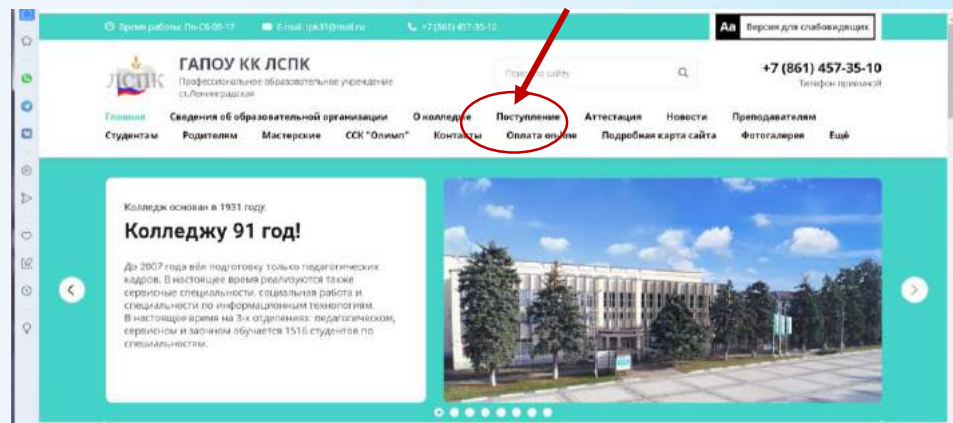 Время работы: Пн-Сб 08-17
E-mail: lpk31@mail.ru
+7 (861) 457-35-10
Аа Версия для слабовидящих
ЛСПК
ГАПОУ КК ЛСПК
Профессиональное образовательное учреждение
ст.Ленинградская
Поиск по сайту
+7 (861) 457-35-10
Телефон приемной
Главная Сведения об образовательной организации О колледже Поступление Аттестация Новости Преподавателям
Студентам Родителям Мастерские ССК "Олимп" Контакты Оплата on-line Подробная карта сайта Фотогалерея Ещё
Колледж основан в 1931 году.
Колледжу 91 год!
До 2007 года вёл подготовку только педагогических
кадров. В настоящее время реализуются также
сервисные специальности, социальная работа и
специальности по информационным технологиям.
В настоящее время на 3-х отделениях: педагогическом,
сервисном и заочном обучается 1516 студентов по
специальностям.